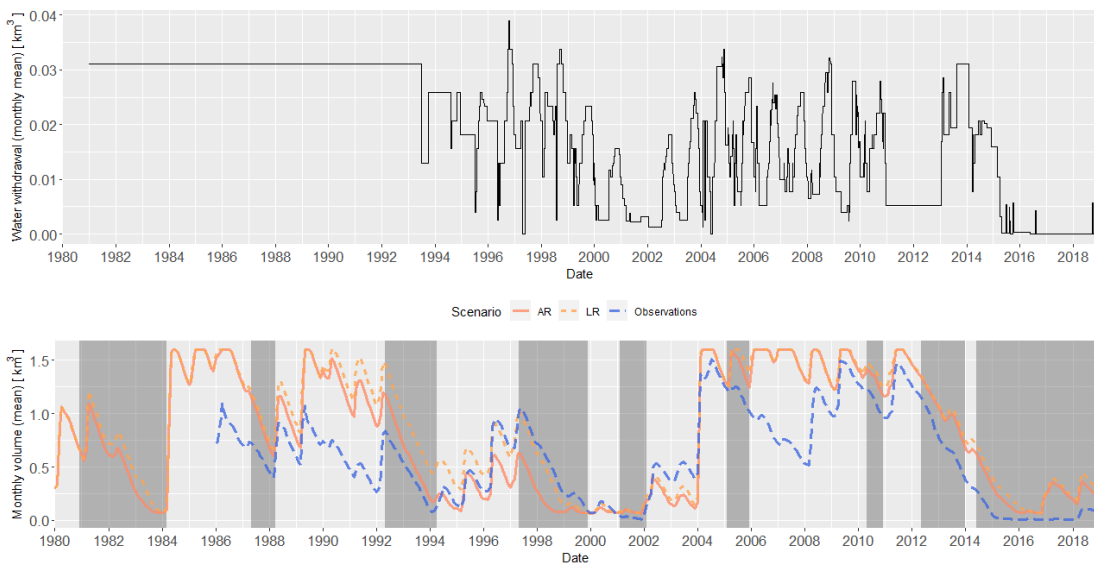 Water withdrawal (monthly mean) [ km³ ]
0.04
0.03
0.02
0.01
0.00
1980 1982 1984 1986 1988 1990 1992 1994 1996 1998 2000 2002 2004 2006 2008 2010 2012 2014 2016 2018
Date
Scenario AR LR Observations
Monthly volume (mean) [ km³ ]
1.5
1.0
0.5
0.0
1980 1982 1984 1986 1988 1990 1992 1994 1996 1998 2000 2002 2004 2006 2008 2010 2012 2014 2016 2018
Date